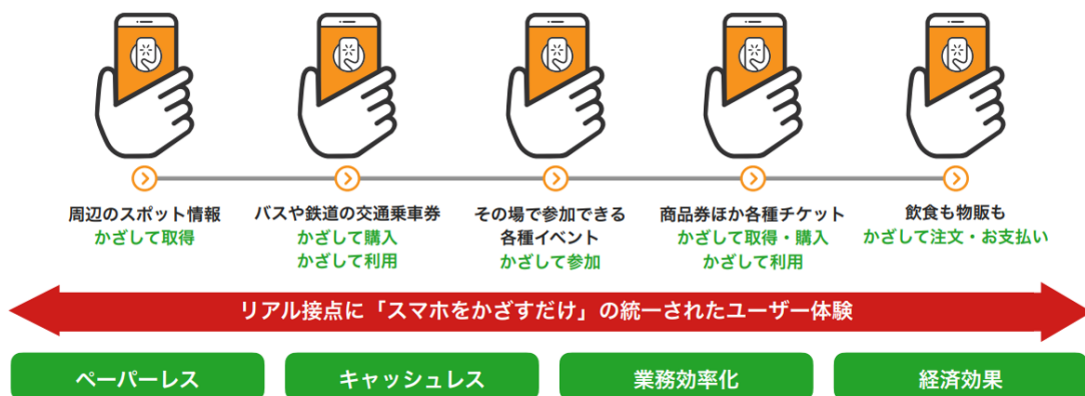 周辺のスポット情報
かざして取得
バスや鉄道の交通乗車券
かざして購入
かざして利用
その場で参加できる
各種イベント
かざして参加
商品券ほか各種チケット
かざして取得・購入
かざして利用
飲食も物販も
かざして注文・お支払い
リアル接点に「スマホをかざすだけ」の統一されたユーザー体験
ペーパーレス
キャッシュレス
業務効率化
経済効果